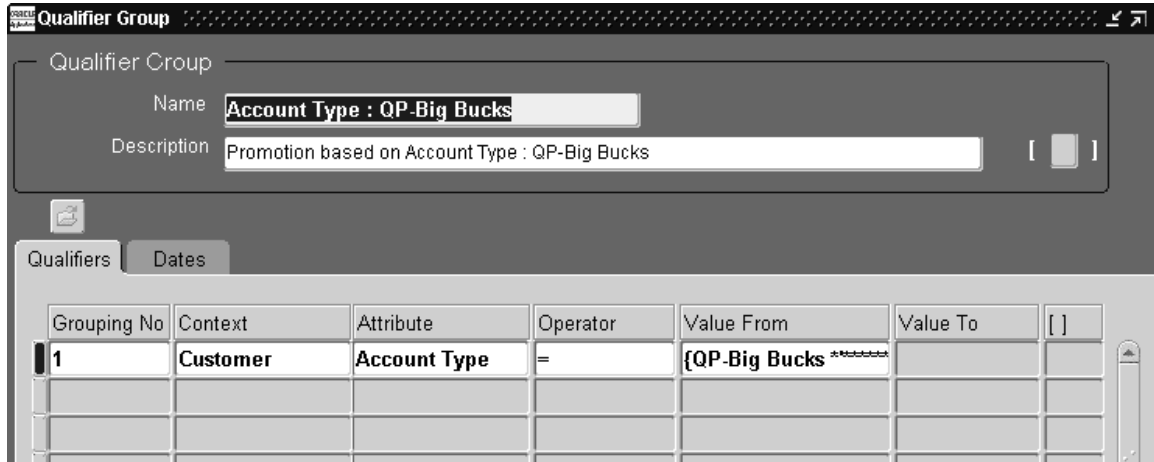 ORACLE Qualifier Group
Qualifier Group
Name Account Type : QP-Big Bucks
Description Promotion based on Account Type : QP-Big Bucks [ ]
Qualifiers Dates
Grouping No Context Attribute Operator Value From Value To [ ]
1 Customer Account Type = {QP-Big Bucks